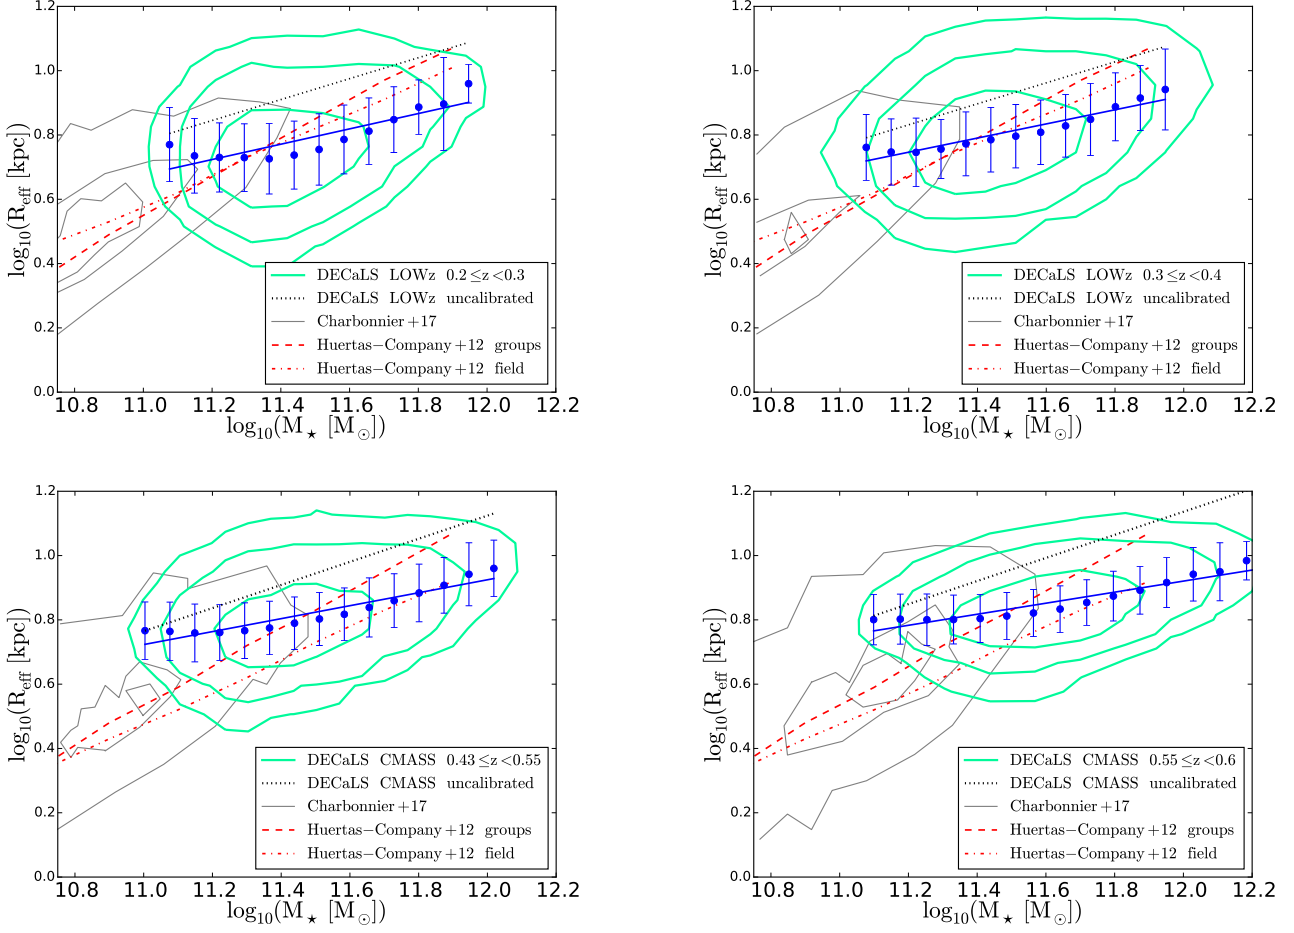 1.2
1.0
0.8
0.6
0.4
0.2
0.0
log10(Reff [kpc])
DECaLS LOWz 0.2≤z<0.3
DECaLS LOWz uncalibrated
Charbonnier+17
Huertas−Company+12 groups
Huertas−Company+12 field
10.8 11.0 11.2 11.4 11.6 11.8 12.0 12.2
log10(M⋆ [M⊙])
1.2
1.0
0.8
0.6
0.4
0.2
0.0
log10(Reff [kpc])
DECaLS LOWz 0.3≤z<0.4
DECaLS LOWz uncalibrated
Charbonnier+17
Huertas−Company+12 groups
Huertas−Company+12 field
10.8 11.0 11.2 11.4 11.6 11.8 12.0 12.2
log10(M⋆ [M⊙])
1.2
1.0
0.8
0.6
0.4
0.2
0.0
log10(Reff [kpc])
DECaLS CMASS 0.43≤z<0.55
DECaLS CMASS uncalibrated
Charbonnier+17
Huertas−Company+12 groups
Huertas−Company+12 field
10.8 11.0 11.2 11.4 11.6 11.8 12.0 12.2
log10(M⋆ [M⊙])
1.2
1.0
0.8
0.6
0.4
0.2
0.0
log10(Reff [kpc])
DECaLS CMASS 0.55≤z<0.6
DECaLS CMASS uncalibrated
Charbonnier+17
Huertas−Company+12 groups
Huertas−Company+12 field
10.8 11.0 11.2 11.4 11.6 11.8 12.0 12.2
log10(M⋆ [M⊙])